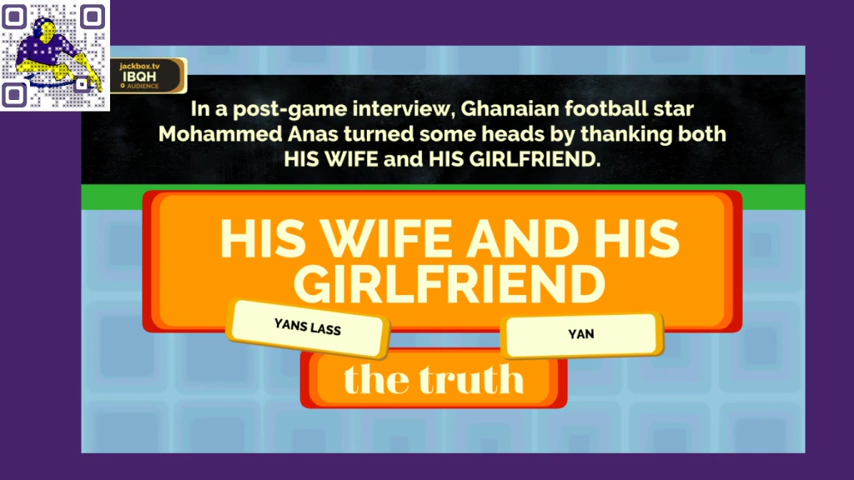 jackbox.tv
IBQH
AUDIENCE
In a post-game interview, Ghanaian football star
Mohammed Anas turned some heads by thanking both
HIS WIFE and HIS GIRLFRIEND.
HIS WIFE AND HIS
GIRLFRIEND
YANS LASS
YAN
the truth